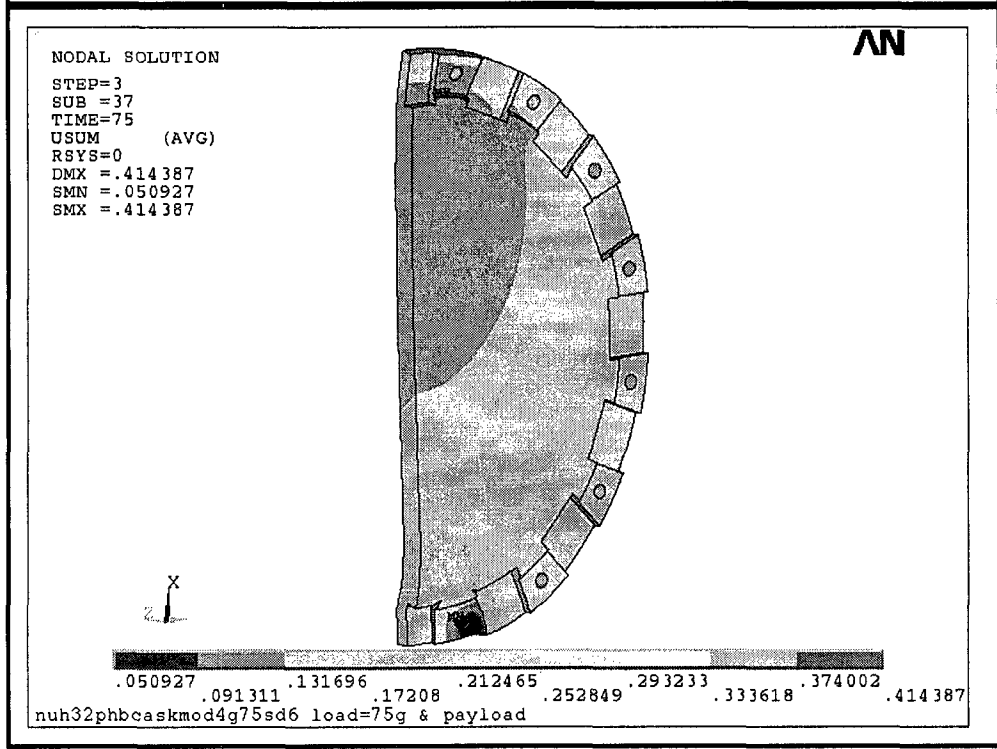 NODAL SOLUTION
STEP=3
SUB =37
TIME=75
USUM (AVG)
RSYS=0
DMX =.414387
SMN =.050927
SMX =.414387
AN
X
Z
.050927 .131696 .212465 .293233 .374002
.091311 .17208 .252849 .333618 .414387
nuh32phbcaskmod4g75sd6 load=75g & payload